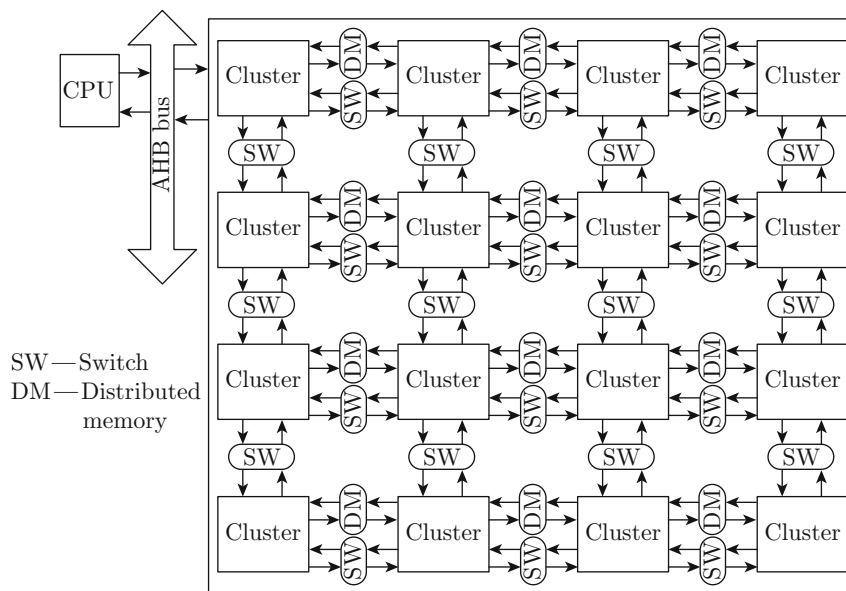 DM DM DM
Cluster Cluster Cluster Cluster
CPU
SW SW SW
AHB bus
SW SW SW SW
DM DM DM
Cluster Cluster Cluster Cluster
SW SW SW
SW SW SW SW
SW—Switch
DM—Distributed
memory
DM DM DM
Cluster Cluster Cluster Cluster
SW SW SW
SW SW SW SW
DM DM DM
Cluster Cluster Cluster Cluster
SW SW SW